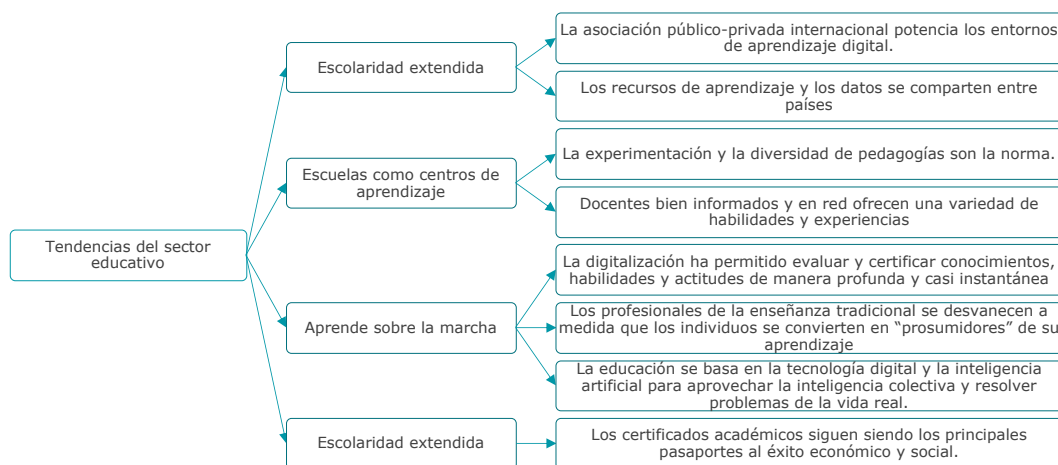 Tendencias del sector
educativo
Escolaridad extendida
La asociación público-privada internacional potencia los entornos
de aprendizaje digital.
Los recursos de aprendizaje y los datos se comparten entre
países
Escuelas como centros de
aprendizaje
La experimentación y la diversidad de pedagogías son la norma.
Docentes bien informados y en red ofrecen una variedad de
habilidades y experiencias
Aprende sobre la marcha
La digitalización ha permitido evaluar y certificar conocimientos,
habilidades y actitudes de manera profunda y casi instantánea
Los profesionales de la enseñanza tradicional se desvanecen a
medida que los individuos se convierten en “prosumidores” de su
aprendizaje
La educación se basa en la tecnología digital y la inteligencia
artificial para aprovechar la inteligencia colectiva y resolver
problemas de la vida real.
Escolaridad extendida
Los certificados académicos siguen siendo los principales
pasaportes al éxito económico y social.